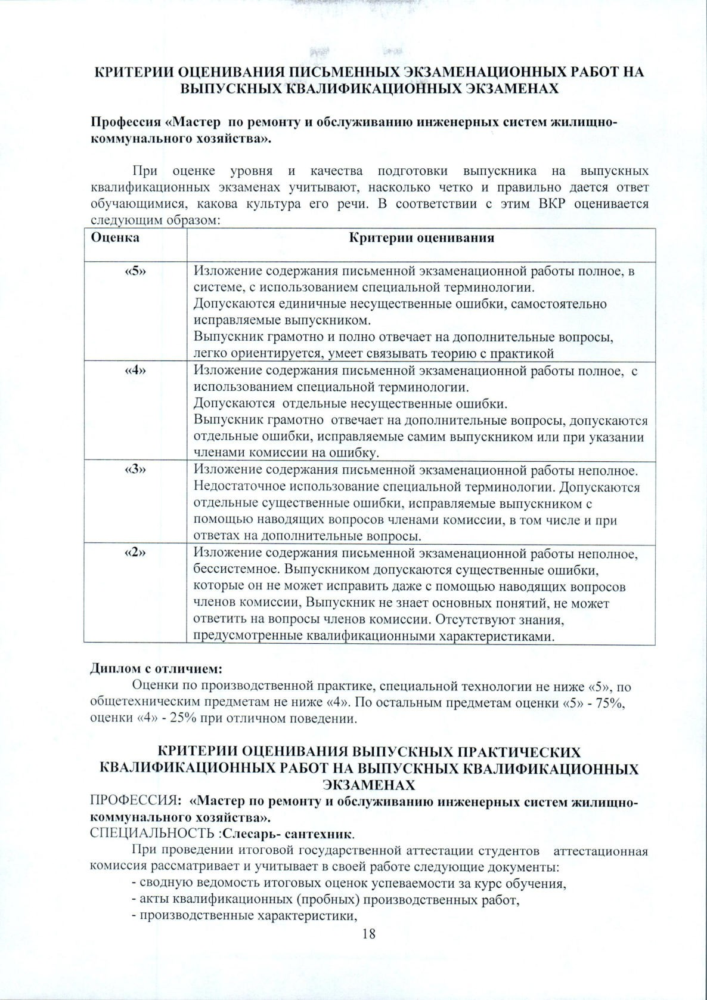 КРИТЕРИИ ОЦЕНИВАНИЯ ПИСЬМЕННЫХ ЭКЗАМЕНАЦИОННЫХ РАБОТ НА
ВЫПУСКНЫХ КВАЛИФИКАЦИОННЫХ ЭКЗАМЕНАХ
Профессия «Мастер по ремонту и обслуживанию инженерных систем жилищно-
коммунального хозяйства».
При оценке уровня и качества подготовки выпускника на выпускных
квалификационных экзаменах учитывают, насколько четко и правильно дается ответ
обучающимися, какова культура его речи. В соответствии с этим ВКР оценивается
следующим образом:
Оценка Критерии оценивания
«5» Изложение содержания письменной экзаменационной работы полное, в
системе, с использованием специальной терминологии.
Допускаются единичные несущественные ошибки, самостоятельно
исправляемые выпускником.
Выпускник грамотно и полно отвечает на дополнительные вопросы,
легко ориентируется, умеет связывать теорию с практикой
«4» Изложение содержания письменной экзаменационной работы полное, с
использованием специальной терминологии.
Допускаются отдельные несущественные ошибки.
Выпускник грамотно отвечает на дополнительные вопросы, допускаются
отдельные ошибки, исправляемые самим выпускником или при указании
членами комиссии на ошибку.
«3» Изложение содержания письменной экзаменационной работы неполное.
Недостаточное использование специальной терминологии. Допускаются
отдельные существенные ошибки, исправляемые выпускником с
помощью наводящих вопросов членами комиссии, в том числе и при
ответах на дополнительные вопросы.
«2» Изложение содержания письменной экзаменационной работы неполное,
бессистемное. Выпускником допускаются существенные ошибки,
которые он не может исправить даже с помощью наводящих вопросов
членов комиссии, Выпускник не знает основных понятий, не может
ответить на вопросы членов комиссии. Отсутствуют знания,
предусмотренные квалификационными характеристиками.
Диплом с отличием:
Оценки по производственной практике, специальной технологии не ниже «5», по
общетехническим предметам не ниже «4». По остальным предметам оценки «5» - 75%,
оценки «4» - 25% при отличном поведении.
КРИТЕРИИ ОЦЕНИВАНИЯ ВЫПУСКНЫХ ПРАКТИЧЕСКИХ
КВАЛИФИКАЦИОННЫХ РАБОТ НА ВЫПУСКНЫХ КВАЛИФИКАЦИОННЫХ
ЭКЗАМЕНАХ
ПРОФЕССИЯ: «Мастер по ремонту и обслуживанию инженерных систем жилищно-
коммунального хозяйства».
СПЕЦИАЛЬНОСТЬ :Слесарь- сантехник.
При проведении итоговой государственной аттестации студентов аттестационная
комиссия рассматривает и учитывает в своей работе следующие документы:
- сводную ведомость итоговых оценок успеваемости за курс обучения,
- акты квалификационных (пробных) производственных работ,
- производственные характеристики,
18